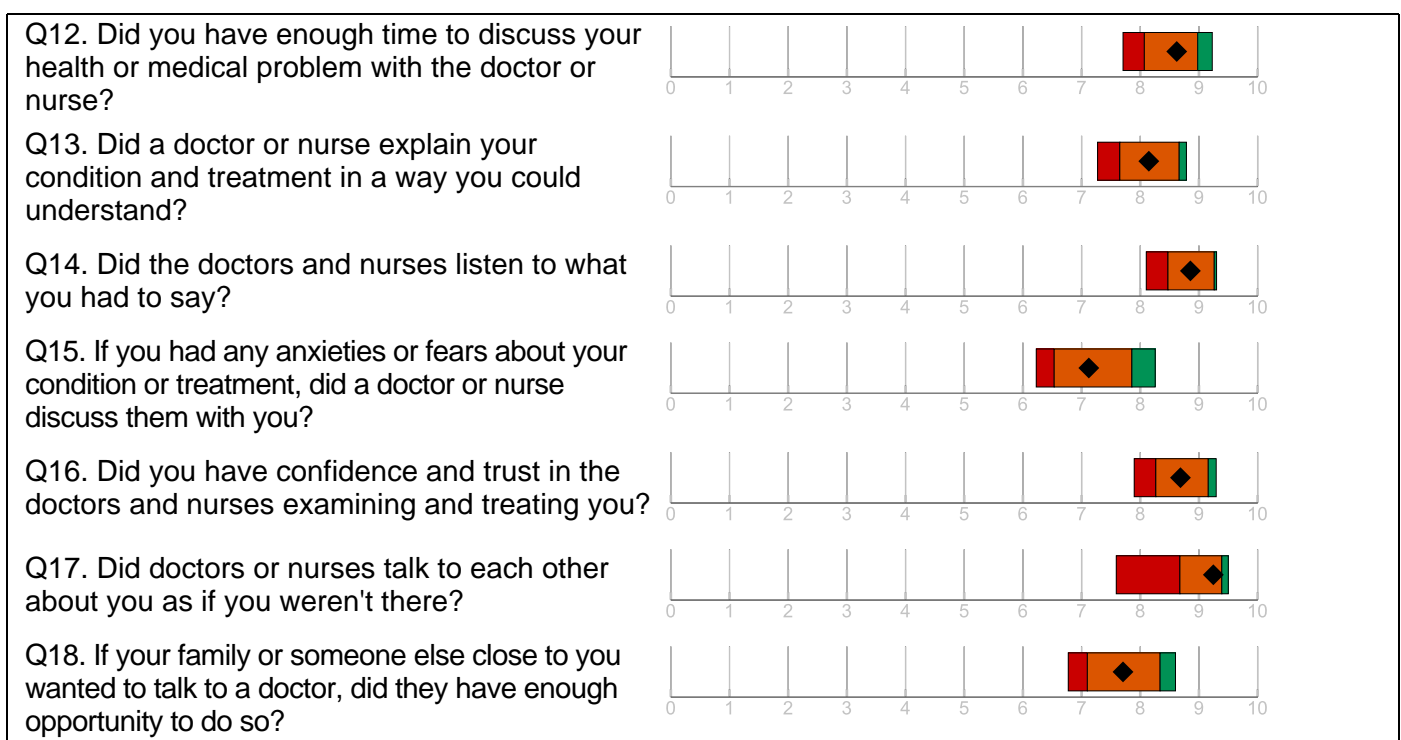 Q12. Did you have enough time to discuss your
health or medical problem with the doctor or
nurse?
0 1 2 3 4 5 6 7 8 9 10
Q13. Did a doctor or nurse explain your
condition and treatment in a way you could
understand?
0 1 2 3 4 5 6 7 8 9 10
Q14. Did the doctors and nurses listen to what
you had to say?
0 1 2 3 4 5 6 7 8 9 10
Q15. If you had any anxieties or fears about your
condition or treatment, did a doctor or nurse
discuss them with you?
0 1 2 3 4 5 6 7 8 9 10
Q16. Did you have confidence and trust in the
doctors and nurses examining and treating you?
0 1 2 3 4 5 6 7 8 9 10
Q17. Did doctors or nurses talk to each other
about you as if you weren't there?
0 1 2 3 4 5 6 7 8 9 10
Q18. If your family or someone else close to you
wanted to talk to a doctor, did they have enough
opportunity to do so?
0 1 2 3 4 5 6 7 8 9 10